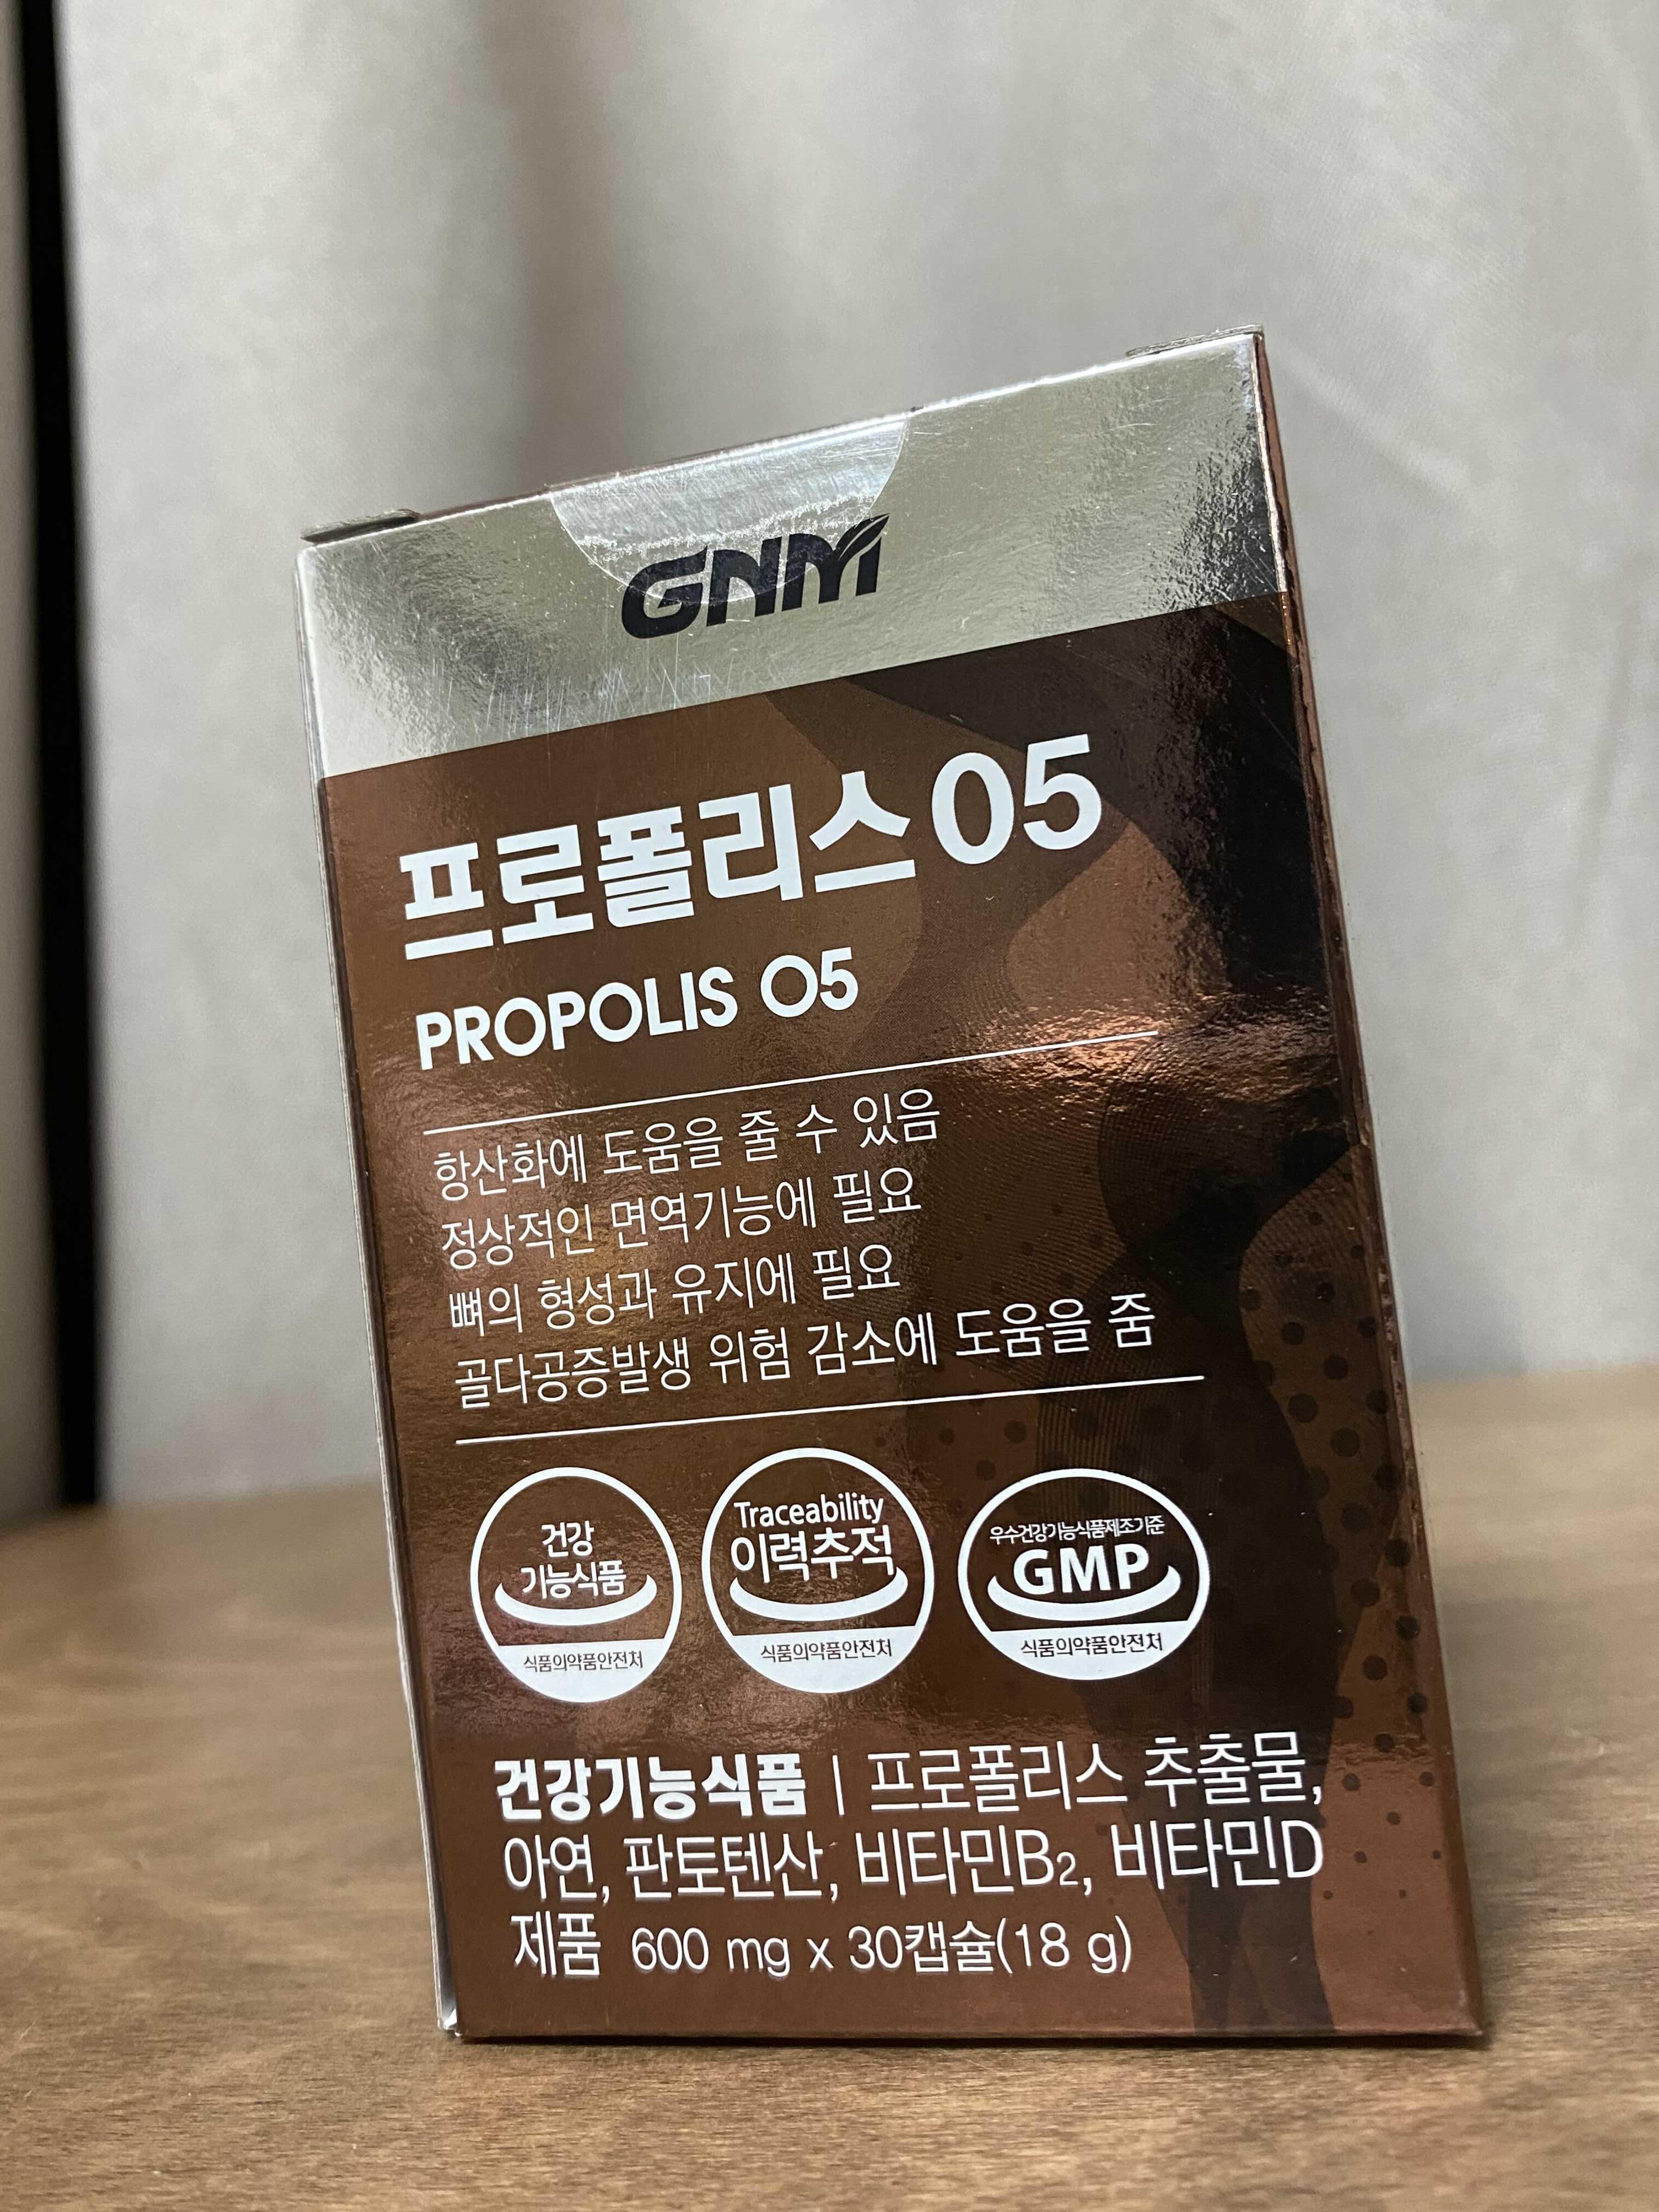 GNM
프로폴리스 05
PROPOLIS 05
항산화에 도움을 줄 수 있음
정상적인 면역기능에 필요
뼈의 형성과 유지에 필요
골다공증발생 위험 감소에 도움을 줌
건강
기능식품
식품의약품안전처
Traceability
이력추적
식품의약품안전처
우수건강기능식품제조기준
GMP
식품의약품안전처
건강기능식품 | 프로폴리스 추출물,
아연, 판토텐산, 비타민B₂, 비타민D
제품 600 mg x 30캡슐(18 g)